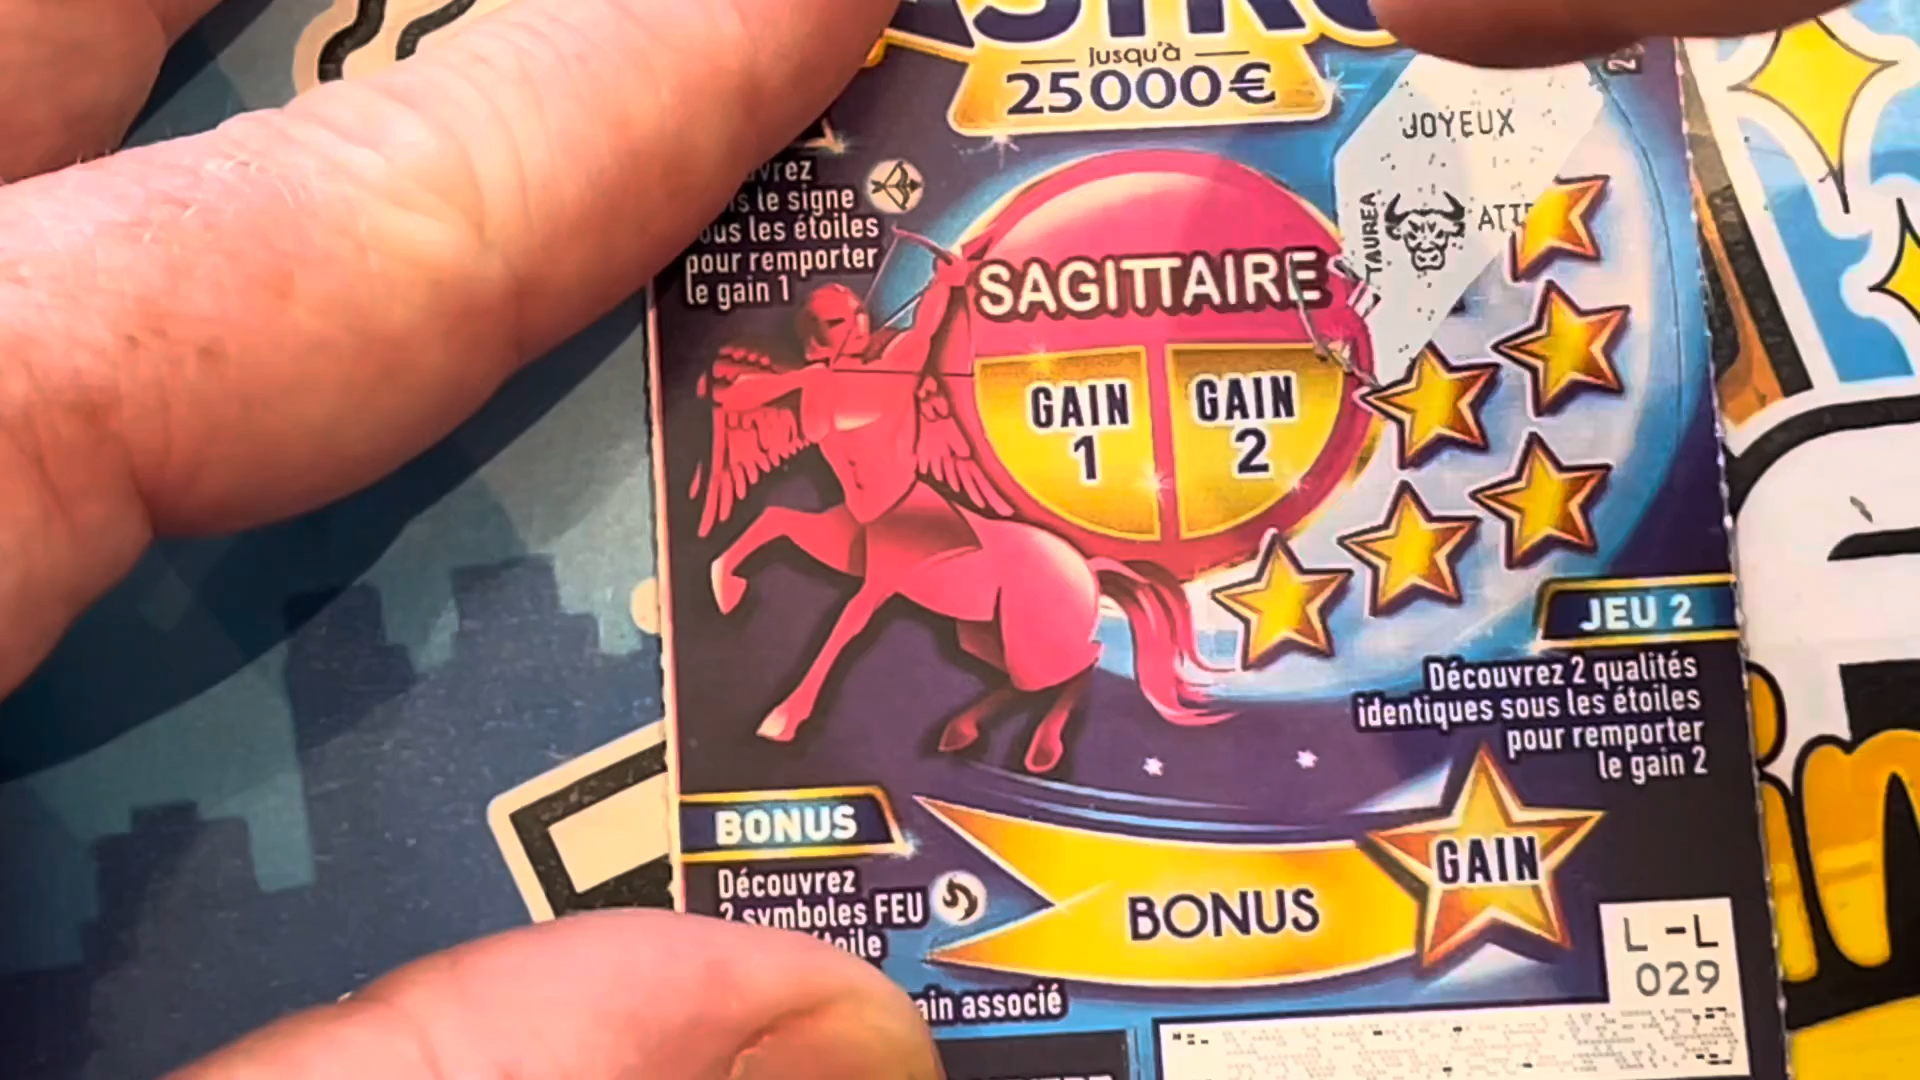 Jusqu'à
25 000 €
JOYEUX
TAUREA
le signe
les étoiles
pour remporter
le gain 1
SAGITTAIRE
GAIN
1
GAIN
2
JEU 2
Découvrez 2 qualités
identiques sous les étoiles
pour remporter
le gain 2
BONUS
Découvrez
2 symboles FEU
BONUS
GAIN
associé
L -L
029